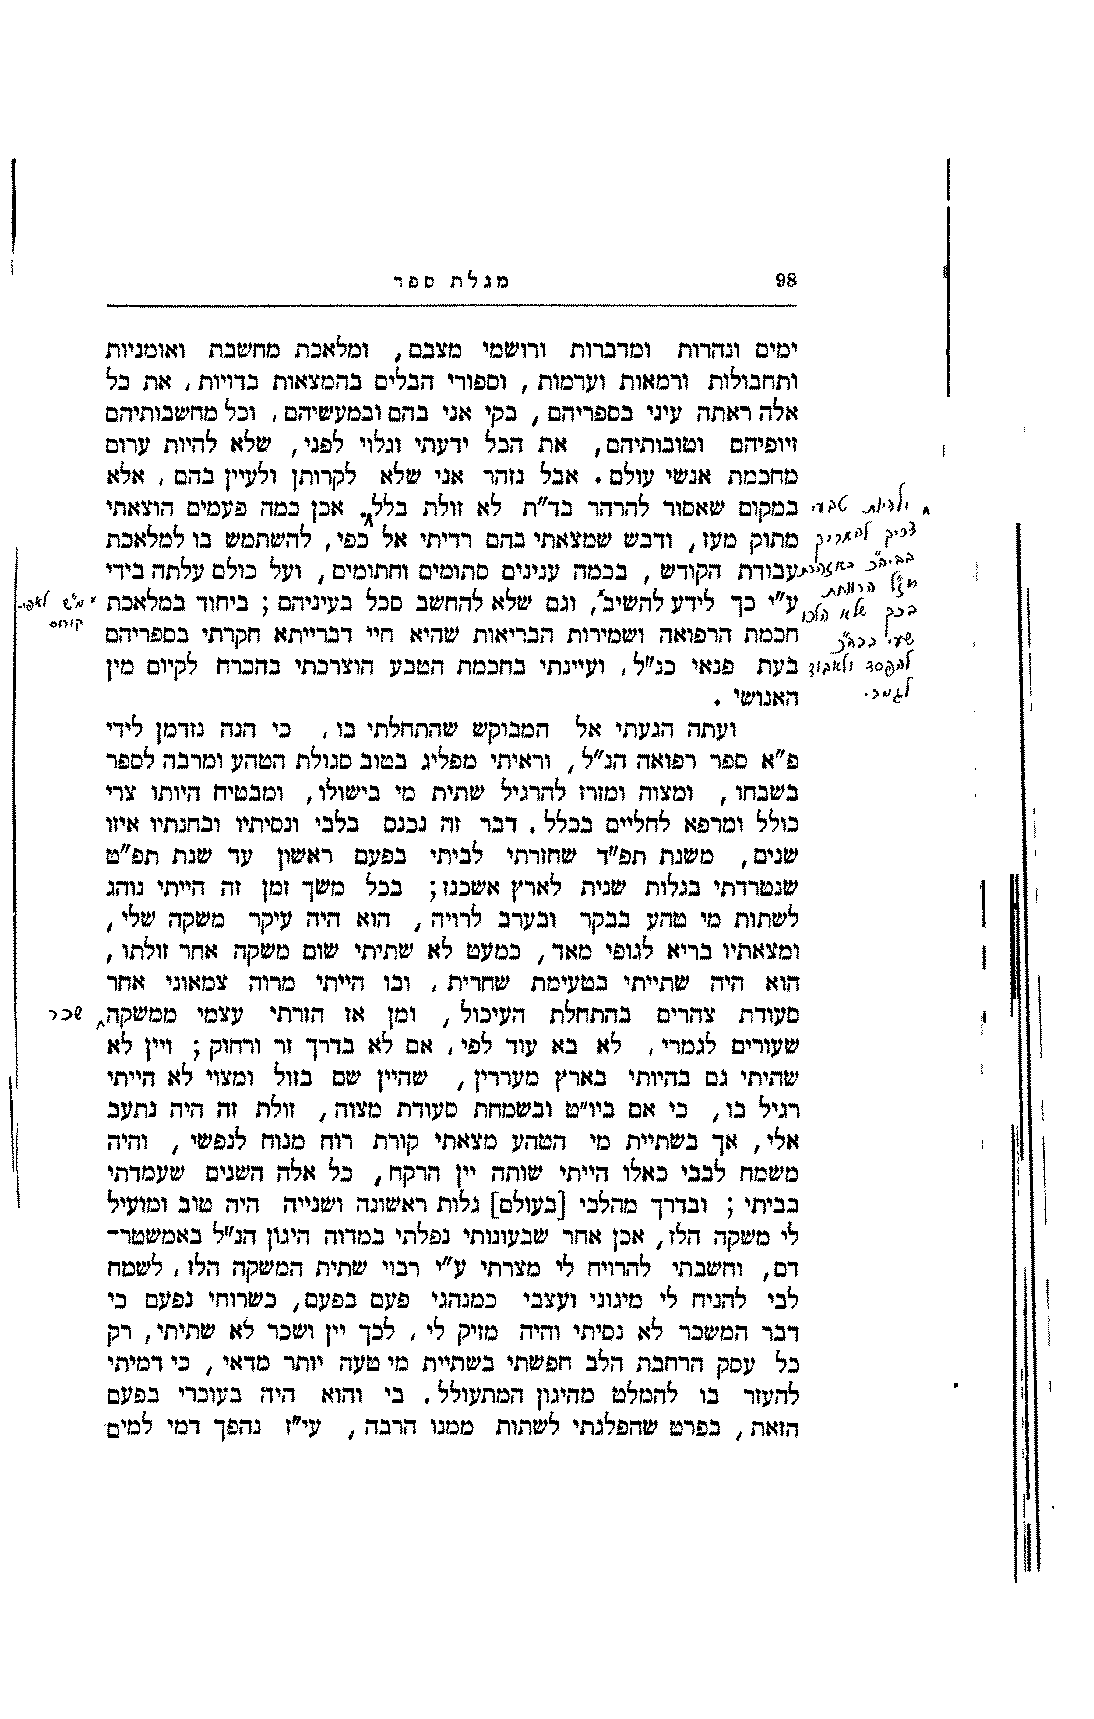 98
מגלת ספר
ימים ונהרות ומדברות ורושמי מצבם, ומלאכת מחשבת ואומניות
ותחבולות ורמאות וערמות, וספורי הבלים בהמצאות בדויות, את כל
אלה ראתה עיני בספריהם, בקי אני בהם ובמעשיהם, וכל מחשבותיהם
זיופיהם וטובותיהם, את הכל ידעתי וגלוי לפני, שלא להיות ערום
מחכמת אנשי עולם. אבל נזהר אני שלא לקרותן ולעיין בהם, אלא
במקום שאסור להרהר בד"ת לא זולת בלל. אכן כמה פעמים הוצאתי
מתוק מעז, ודבש שמצאתי בהם רדיתי אל כפי, להשתמש בו למלאכת
עבודת הקודש, בכמה ענינים סתומים וחתומים, ועל כולם עלתה בידי
ע"י כך לידע להשיב, וגם שלא להחשב סכל בעיניהם; ביחוד במלאכת
חכמת הרפואה ושמירות הבריאות שהיא חיי דברייתא חקרתי בספריהם
בעת פנאי כנ"ל, ועיינתי בחכמת הטבע הוצרכתי בהכרח לקיום מין
האנושי.
ועתה הגעתי אל המבוקש שהתחלתי בו, כי הנה נזדמן לידי
פ"א ספר רפואה הנ"ל, וראיתי מפליג בטוב סגולת הטהע ומרבה לספר
בשבחו, ומצוה ומורז להרגיל שתית מי בישולו, ומבטיח היותו צרי
כולל ומרפא לחליים בכלל. דבר זה נכנס בלבי ונסיתיו ובחנתיו איזו
שנים, משנת תפ"ד שחזרתי לביתי בפעם ראשון עד שנת תפ"ט
שנטרדתי בגלות שנית לארץ אשכנז; בכל משך זמן זה הייתי נוהג
לשתות מי טהע בבקר ובערב לרויה, הוא היה עיקר משקה שלי,
ומצאתיו בריא לגופי מאד, כמעט לא שתיתי שום משקה אחר זולתו,
הוא היה שתייתי בטעימת שחרית, ובו הייתי מרוה צמאוני אחר
סעודת צהרים בהתחלת העיכול, ומן אז הזרתי עצמי ממשקה שכר
שעורים לגמרי, לא בא עוד לפי, אם לא בדרך זר ורחוק; ויין לא
שהיתי גם בהיותי בארץ מעררין, שהיין שם בזול ומצוי לא הייתי
רגיל בו, כי אם ביו"ט ובשמחת סעודת מצוה, זולת זה היה נתעב
אלי, אך בשתיית מי הטהע מצאתי קורת רוח מנוח לנפשי, והיה
משמח לבבי כאלו הייתי שותה יין הרקח, כל אלה השנים שעמדתי
בביתי; ובדרך מהלכי [בעולם] גלות ראשונה ושנייה היה טוב ומועיל
לי משקה הלז, אכן אחר שבעונותי נפלתי במדוה היגון הנ"ל באמשטר-
דם, וחשבתי להרויח לי מצרתי ע"י רבוי שתית המשקה הלז, לשמח
לבי להניח לי מיגוני ועצבי כמנהגי פעם בפעם, כשרוחי נפעם כי
דבר המשכר לא נסיתי והיה מזיק לי, לכך יין ושכר לא שתיתי, רק
כל עסק הרחבת הלב חפשתי בשתיית מי טעה יותר מדאי, כי דמיתי
להעזר בו להמלט מהיגון המתעולל. בי והוא היה בעוכרי בפעם
הזאת, בפרט שהפלגתי לשתות ממנו הרבה, עי"ז נהפך דמי למים